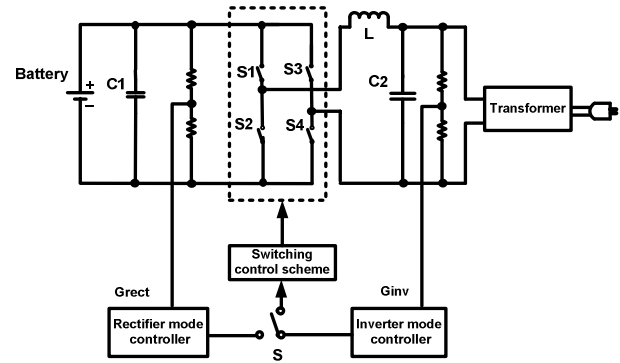 L
S1
S3
Battery
+
C1
C2
−
Transformer
S2
S4
Switching
control scheme
Grect
Ginv
Rectifier mode
controller
Inverter mode
controller
S